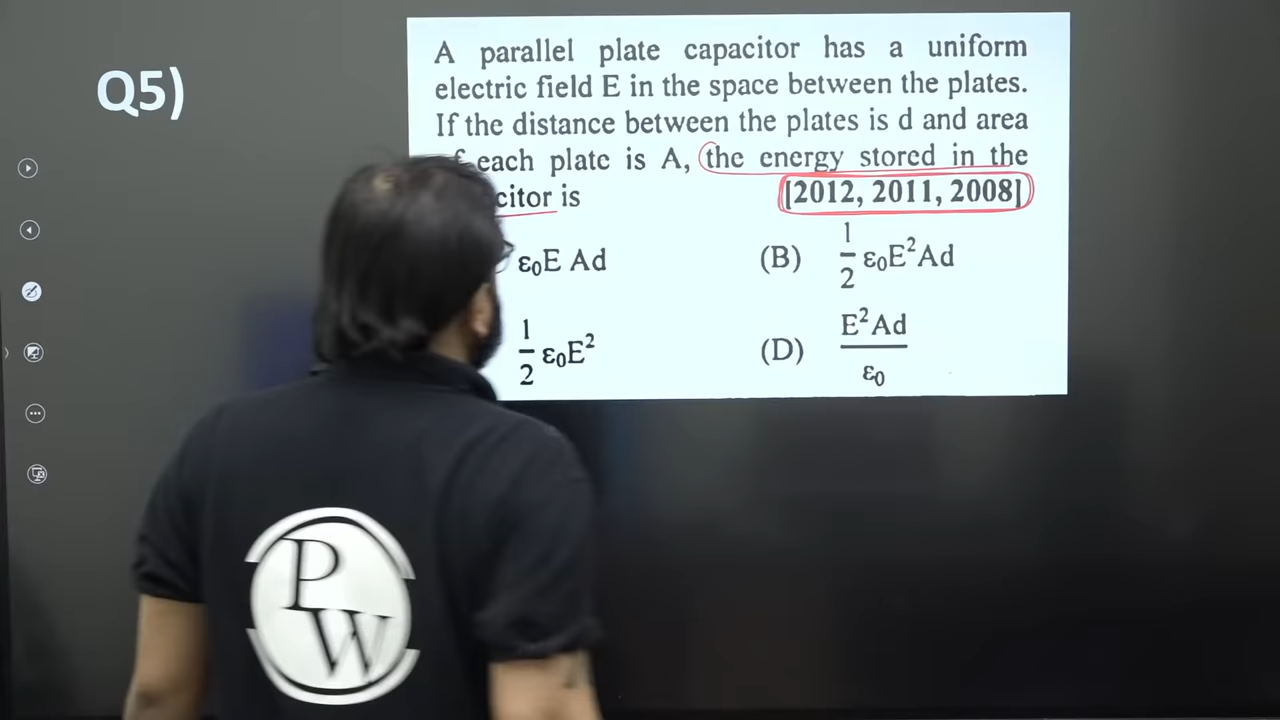 Q5)
A parallel plate capacitor has a uniform
electric field E in the space between the plates.
If the distance between the plates is d and area
each plate is A, the energy stored in the
is [2012, 2011, 2008]
ε₀E Ad (B) 1/2 ε₀E²Ad
1/2 ε₀E² (D) E²Ad/ε₀
P
W